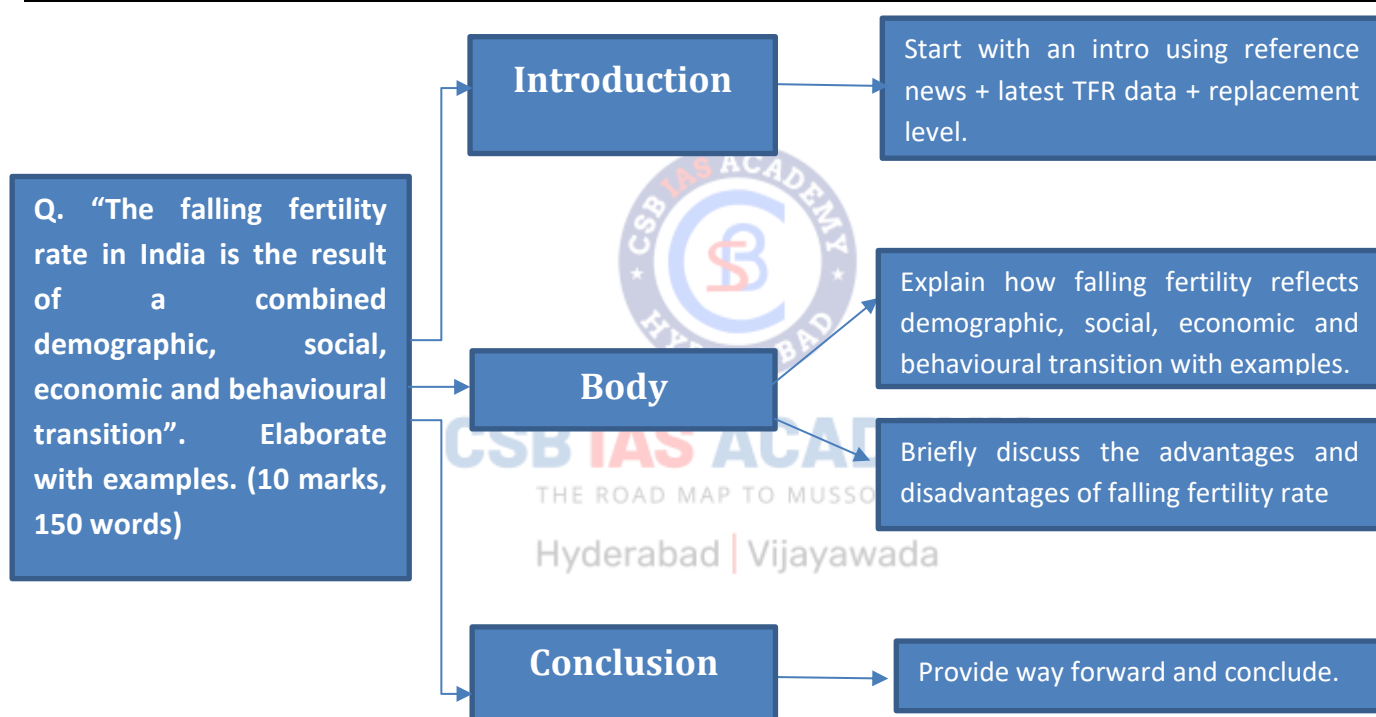 Q. “The falling fertility
rate in India is the result
of a combined
demographic, social,
economic and behavioural
transition”. Elaborate
with examples. (10 marks,
150 words)
Introduction
Start with an intro using reference
news + latest TFR data + replacement
level.
Body
Explain how falling fertility reflects
demographic, social, economic and
behavioural transition with examples.
Briefly discuss the advantages and
disadvantages of falling fertility rate
Conclusion
Provide way forward and conclude.
CSB IAS ACADEMY
CSB IAS
THE ROAD MAP TO
Hyderabad | Vijayawada